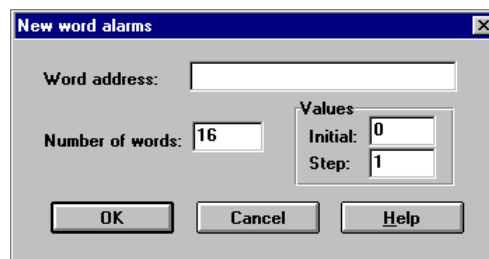 New word alarms
Word address:
Number of words: 16
Values
Initial: 0
Step: 1
OK Cancel Help